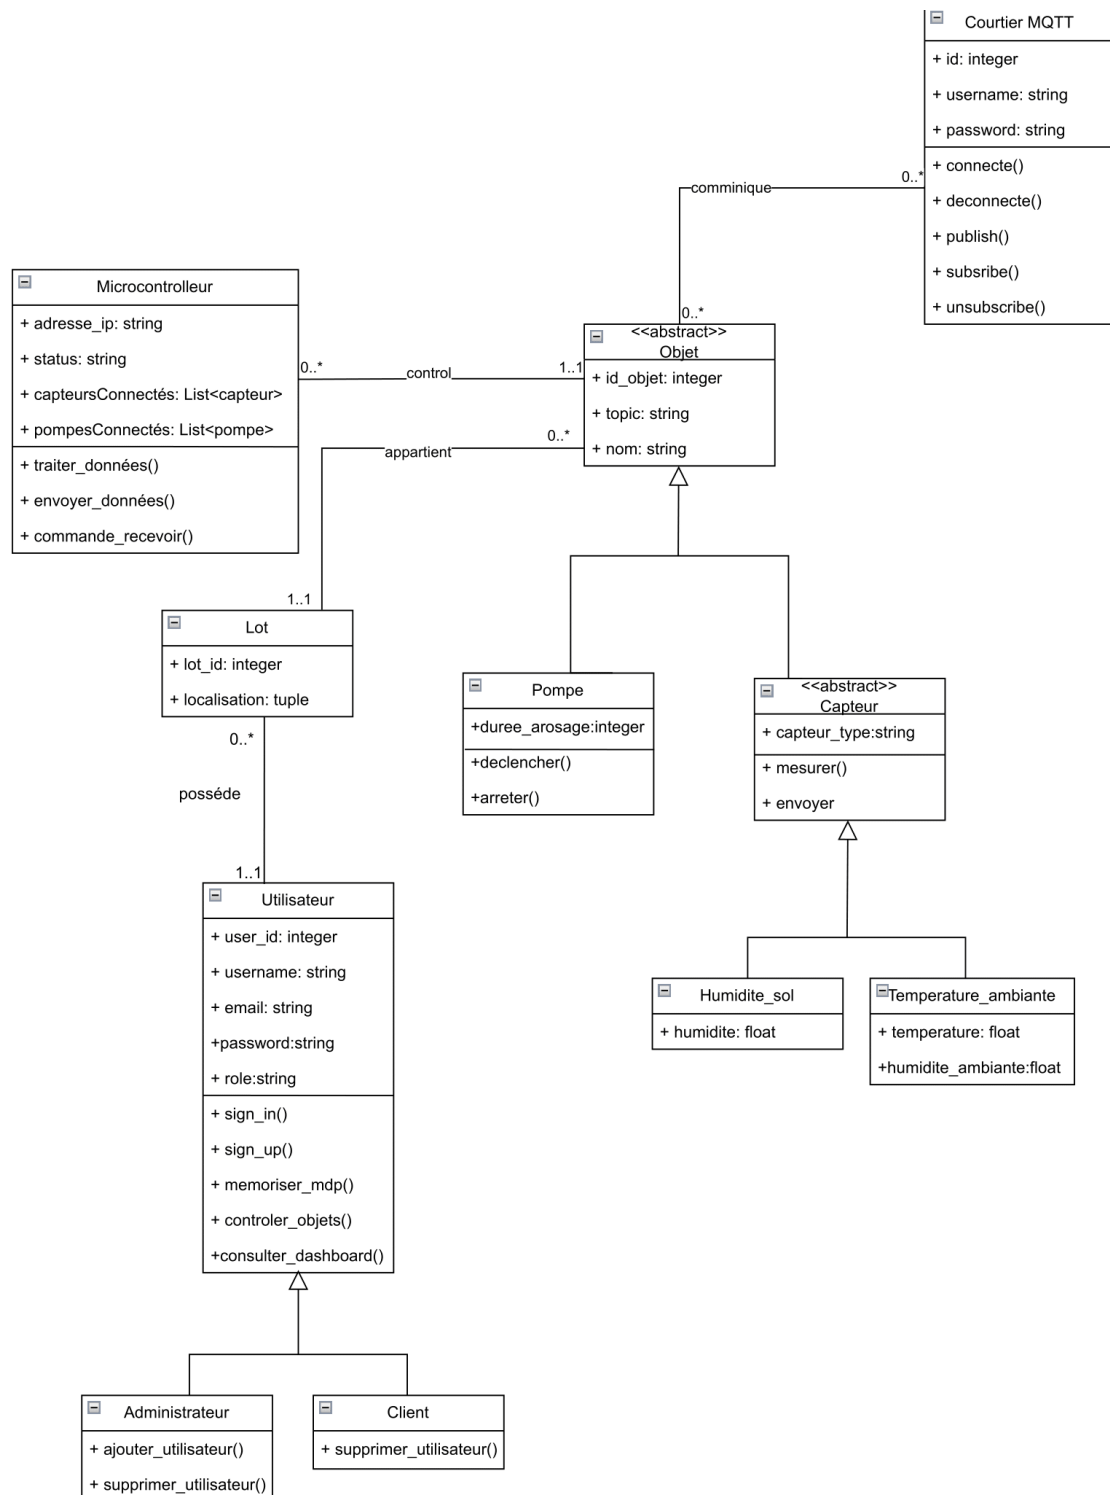 Courtier MQTT
+ id: integer
+ username: string
+ password: string
+ connecte()
+ deconnecte()
+ publish()
+ subsribe()
+ unsubscribe()
0..*
comminique
0..*
Microcontrolleur
+ adresse_ip: string
+ status: string
+ capteursConnectés: List<capteur>
+ pompesConnectés: List<pompe>
+ traiter_données()
+ envoyer_données()
+ commande_recevoir()
0..*
control
1..1
<<abstract>>
Objet
+ id_objet: integer
+ topic: string
+ nom: string
0..*
appartient
1..1
Lot
+ lot_id: integer
+ localisation: tuple
0..*
posséde
1..1
Pompe
+duree_arosage:integer
+declencher()
+arreter()
<<abstract>>
Capteur
+ capteur_type:string
+ mesurer()
+ envoyer
Utilisateur
+ user_id: integer
+ username: string
+ email: string
+password:string
+ role:string
+ sign_in()
+ sign_up()
+ memoriser_mdp()
+ controler_objets()
+consulter_dashboard()
Humidite_sol
+ humidite: float
Temperature_ambiante
+ temperature: float
+humidite_ambiante:float
Administrateur
+ ajouter_utilisateur()
+ supprimer_utilisateur()
Client
+ supprimer_utilisateur()